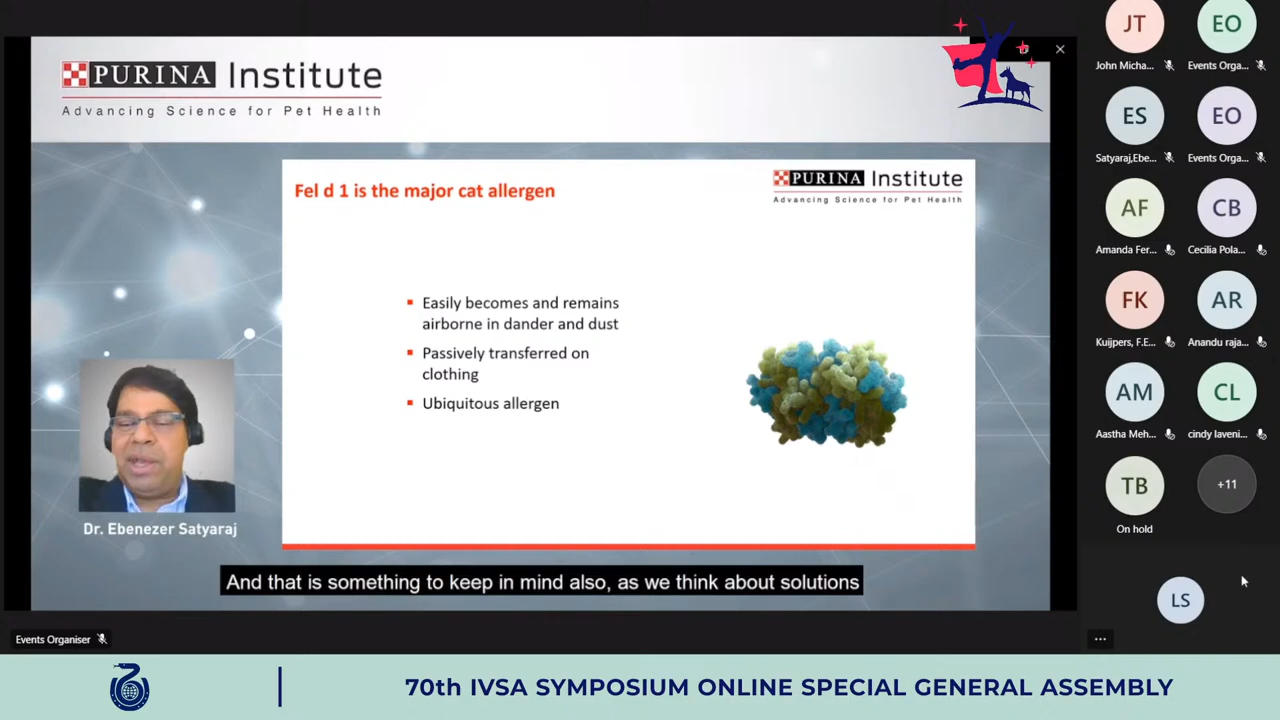 PURINA Institute
Advancing Science for Pet Health
Fel d 1 is the major cat allergen
PURINA Institute
Advancing Science for Pet Health
Easily becomes and remains
airborne in dander and dust
Passively transferred on
clothing
Ubiquitous allergen
Dr. Ebenezer Satyaraj
And that is something to keep in mind also, as we think about solutions
Events Organiser
JT
John Micha...
EO
Events Orga...
ES
Satyaraj,Ebe...
EO
Events Orga...
AF
Amanda Fer...
CB
Cecilia Pola...
FK
Kuijpers, F.E...
AR
Anandu raja...
AM
Aastha Meh...
CL
cindy laveni...
TB
On hold
+11
LS
70th IVSA SYMPOSIUM ONLINE SPECIAL GENERAL ASSEMBLY